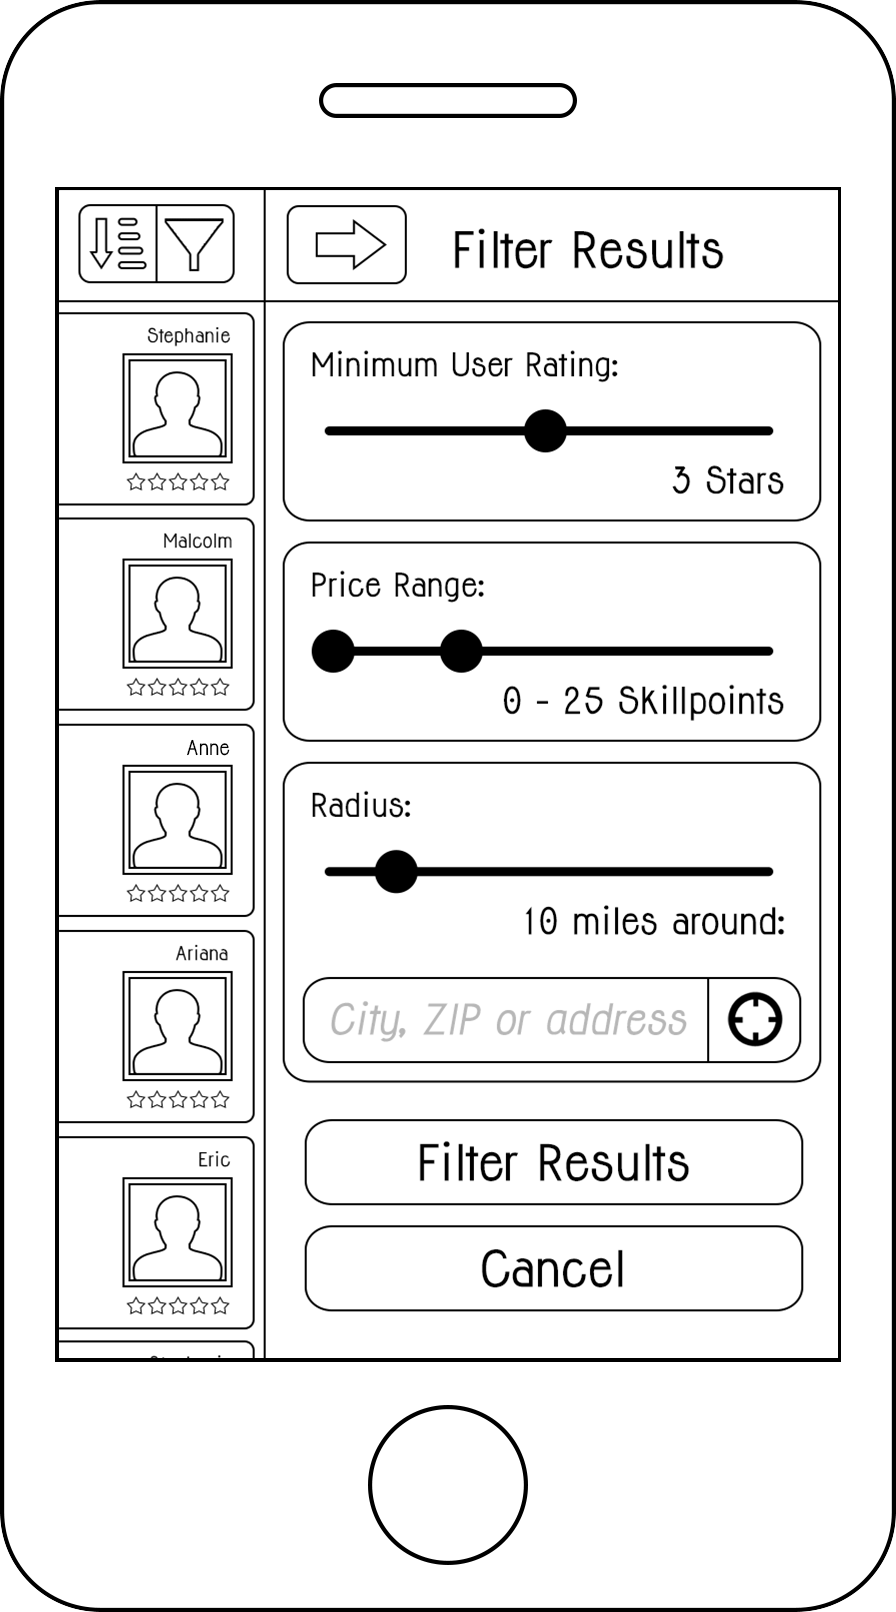 Filter Results
Stephanie
Malcolm
Anne
Ariana
Eric
Minimum User Rating:
3 Stars
Price Range:
0 - 25 Skillpoints
Radius:
10 miles around:
City, ZIP or address
Filter Results
Cancel